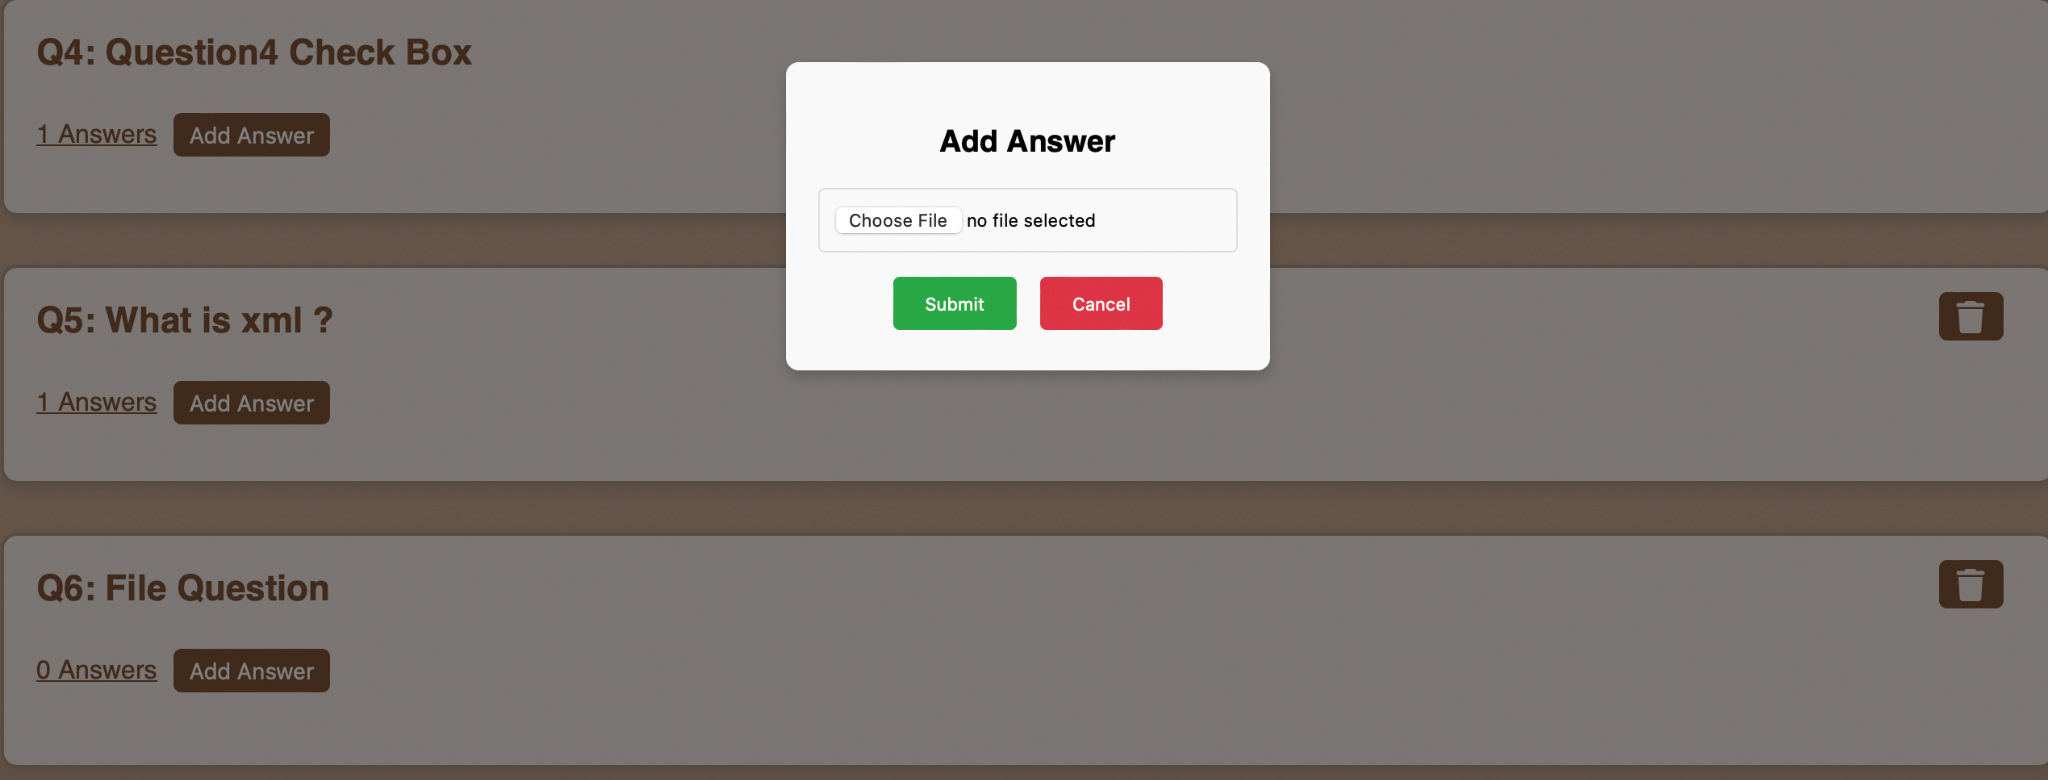 Q4: Question4 Check Box
1 Answers Add Answer
Add Answer
Choose File no file selected
Submit Cancel
Q5: What is xml ?
1 Answers Add Answer
Q6: File Question
0 Answers Add Answer